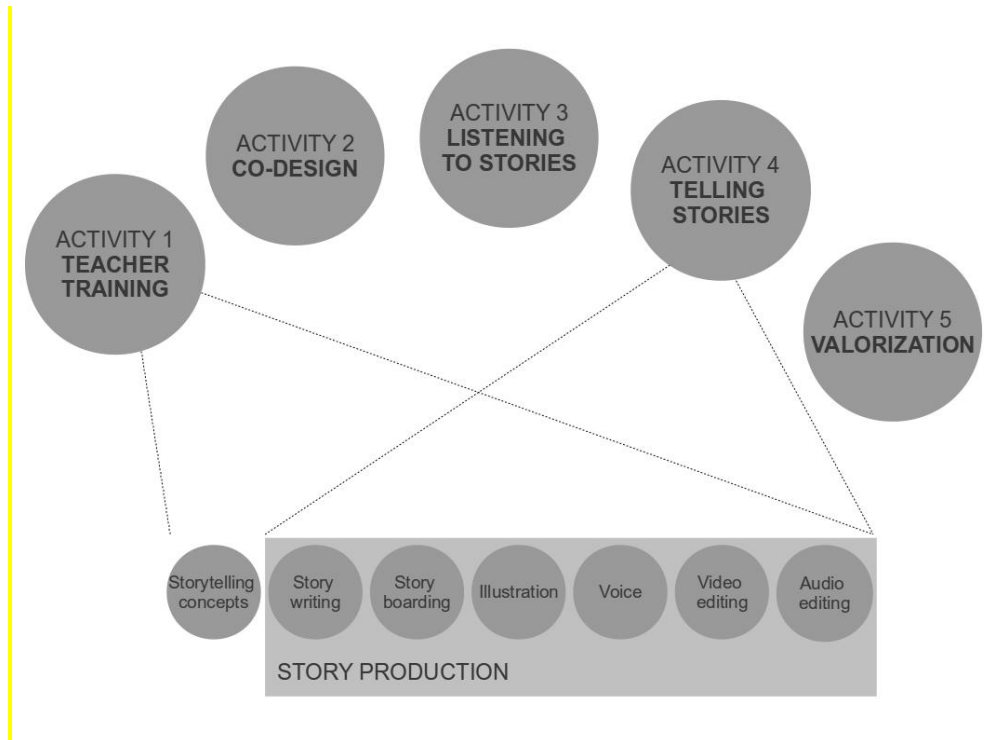 ACTIVITY 1
TEACHER
TRAINING
ACTIVITY 2
CO-DESIGN
ACTIVITY 3
LISTENING
TO STORIES
ACTIVITY 4
TELLING
STORIES
ACTIVITY 5
VALORIZATION
Storytelling
concepts
Story
writing
Story
boarding
Illustration
Voice
Video
editing
Audio
editing
STORY PRODUCTION